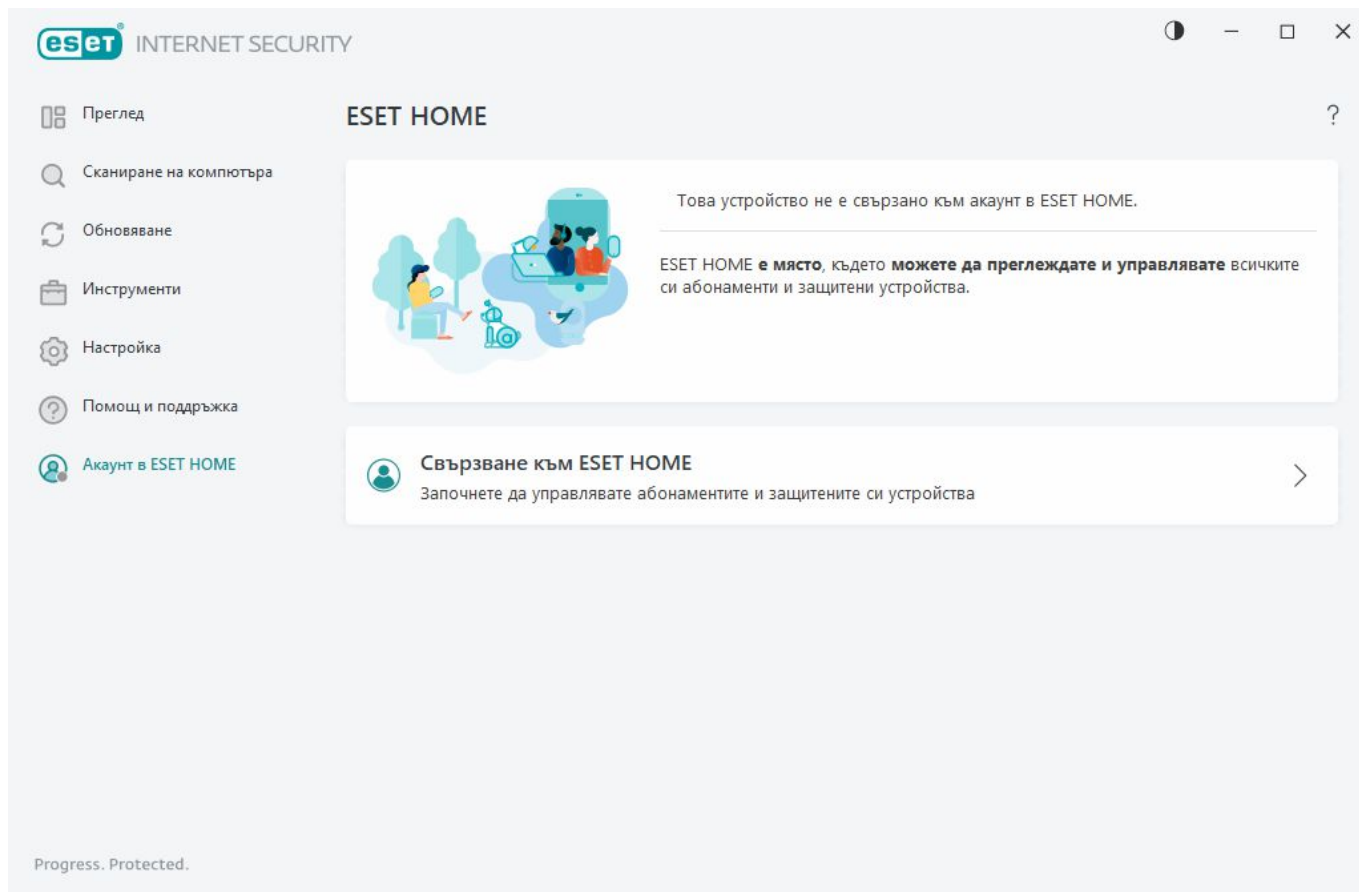 eset® INTERNET SECURITY
Преглед
Сканиране на компютъра
Обновяване
Инструменти
Настройка
Помощ и поддръжка
Акаунт в ESET HOME
ESET HOME
?
Това устройство не е свързано към акаунт в ESET HOME.
ESET HOME е място, където можете да преглеждате и управлявате всичките
си абонаменти и защитени устройства.
Свързване към ESET HOME
Започнете да управлявате абонаментите и защитените си устройства
Progress. Protected.